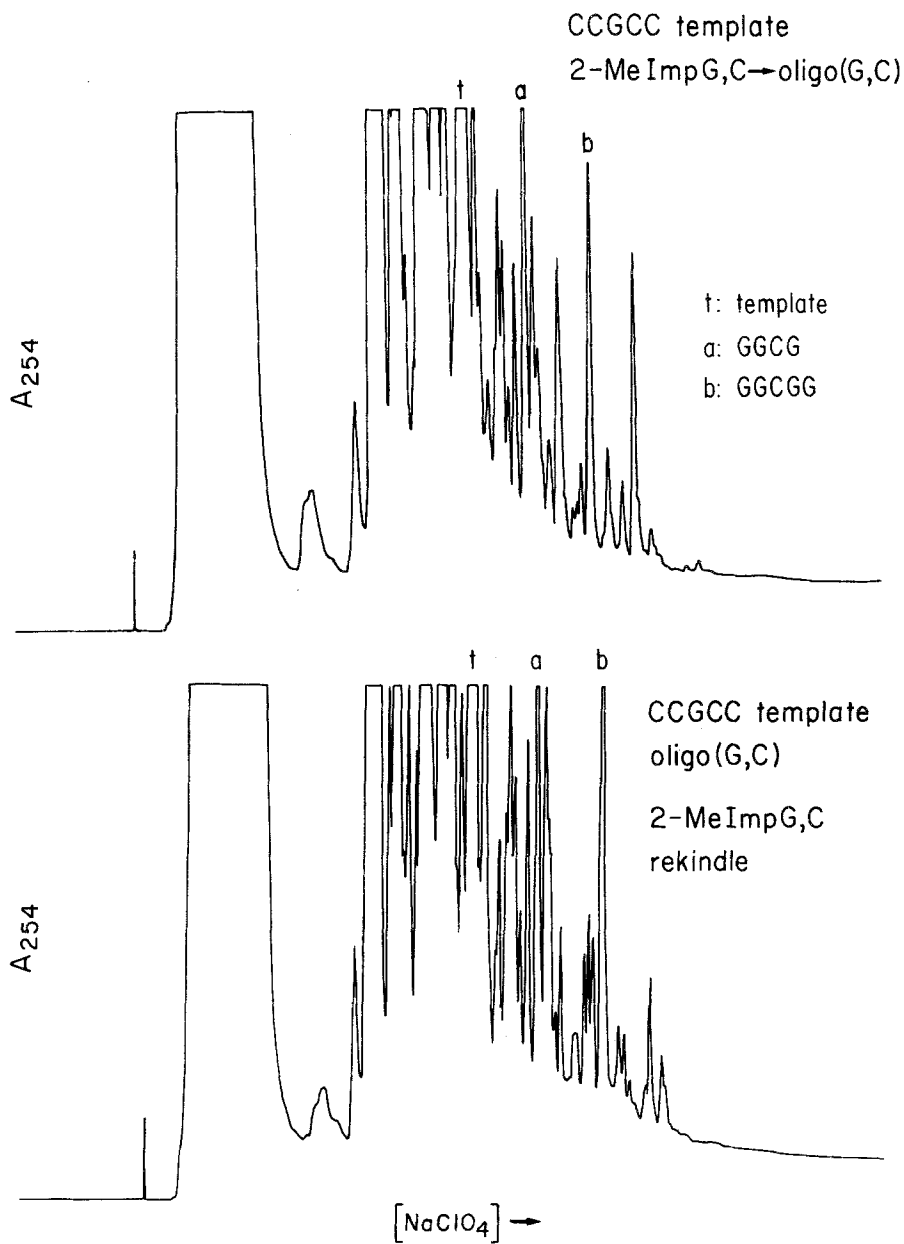 CCGCC template
2-MeImpG,C→oligo(G,C)
t a
b
t: template
a: GGCG
b: GGCGG
A254
t a b
CCGCC template
oligo(G,C)
2-MeImpG,C
rekindle
A254
[NaClO4] →